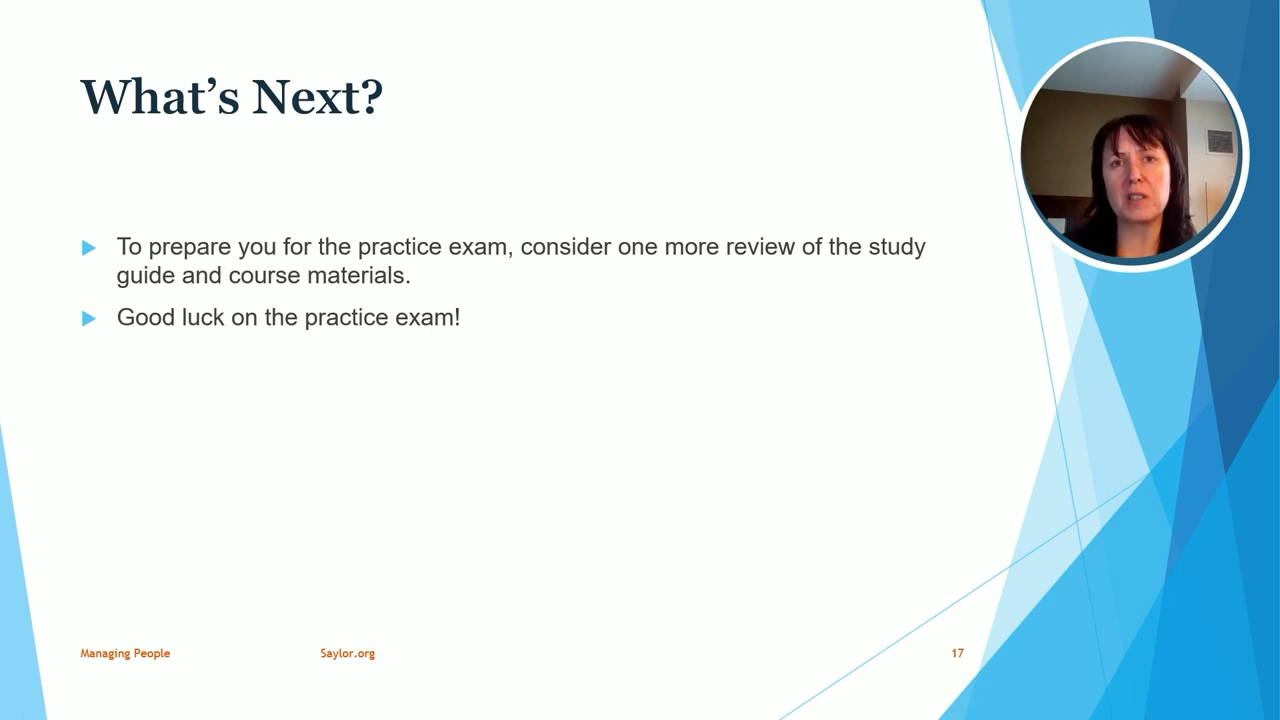 What’s Next?
To prepare you for the practice exam, consider one more review of the study
guide and course materials.
Good luck on the practice exam!
Managing People
Saylor.org
17